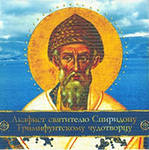 Акафист святителю Спиридону
Тримифунтскому чудотворцу